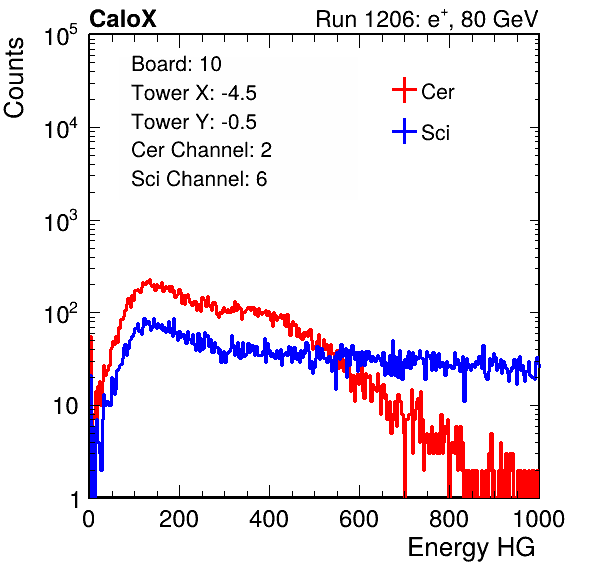 CaloX Run 1206: e⁺, 80 GeV
Counts
Board: 10
Tower X: -4.5
Tower Y: -0.5
Cer Channel: 2
Sci Channel: 6
Cer
Sci
10⁵
10⁴
10³
10²
10
1
0 200 400 600 800 1000
Energy HG